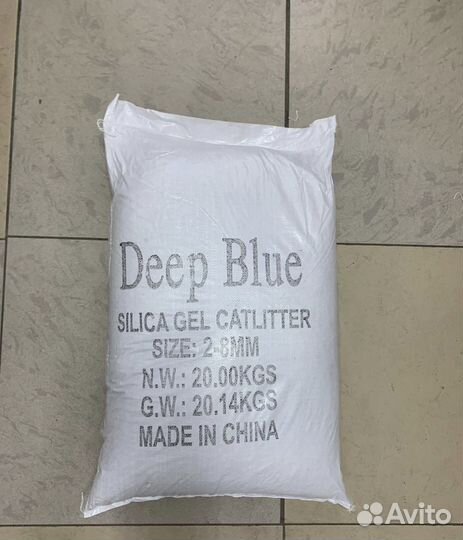 Deep Blue
SILICA GEL CATLITTER
SIZE: 2-8MM
N.W.: 20.00KGS
G.W.: 20.14KGS
MADE IN CHINA
Avito